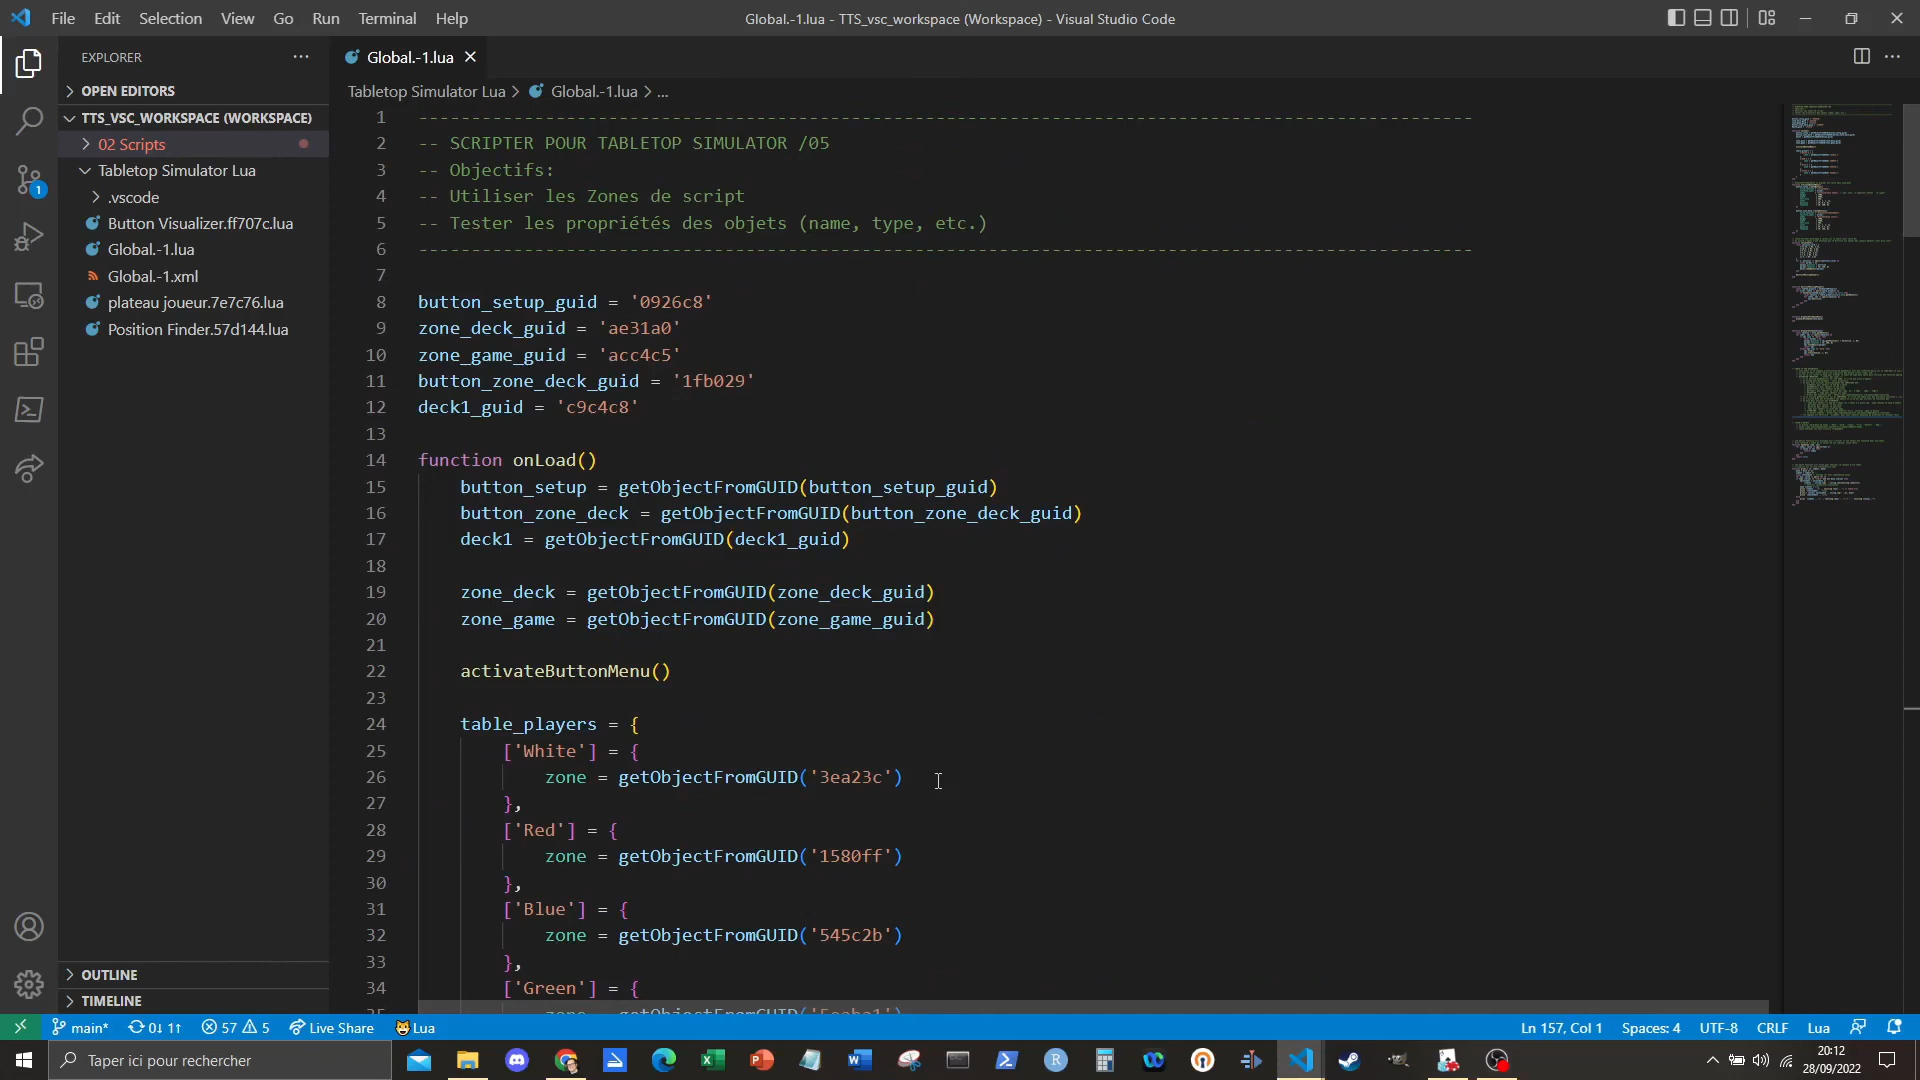 File Edit Selection View Go Run Terminal Help
Global.-1.lua - TTS_vsc_workspace (Workspace) - Visual Studio Code
EXPLORER
OPEN EDITORS
TTS_VSC_WORKSPACE (WORKSPACE)
02 Scripts
Tabletop Simulator Lua
.vscode
Button Visualizer.ff707c.lua
Global.-1.lua
Global.-1.xml
plateau joueur.7e7c76.lua
Position Finder.57d144.lua
OUTLINE
TIMELINE
1
Global.-1.lua
Tabletop Simulator Lua > Global.-1.lua > ...
1 ----------------------------------------------------------------------------------------------------
2 -- SCRIPTER POUR TABLETOP SIMULATOR /05
3 -- Objectifs:
4 -- Utiliser les Zones de script
5 -- Tester les propriétés des objets (name, type, etc.)
6 ----------------------------------------------------------------------------------------------------
7
8 button_setup_guid = '0926c8'
9 zone_deck_guid = 'ae31a0'
10 zone_game_guid = 'acc4c5'
11 button_zone_deck_guid = '1fb029'
12 deck1_guid = 'c9c4c8'
13
14 function onLoad()
15 button_setup = getObjectFromGUID(button_setup_guid)
16 button_zone_deck = getObjectFromGUID(button_zone_deck_guid)
17 deck1 = getObjectFromGUID(deck1_guid)
18
19 zone_deck = getObjectFromGUID(zone_deck_guid)
20 zone_game = getObjectFromGUID(zone_game_guid)
21
22 activateButtonMenu()
23
24 table_players = {
25 ['White'] = {
26 zone = getObjectFromGUID('3ea23c')
27 },
28 ['Red'] = {
29 zone = getObjectFromGUID('1580ff')
30 },
31 ['Blue'] = {
32 zone = getObjectFromGUID('545c2b')
33 },
34 ['Green'] = {
main* 0↓ 1↑ 57 5 Live Share Lua
Ln 157, Col 1 Spaces: 4 UTF-8 CRLF Lua
Taper ici pour rechercher
20:12
28/09/2022